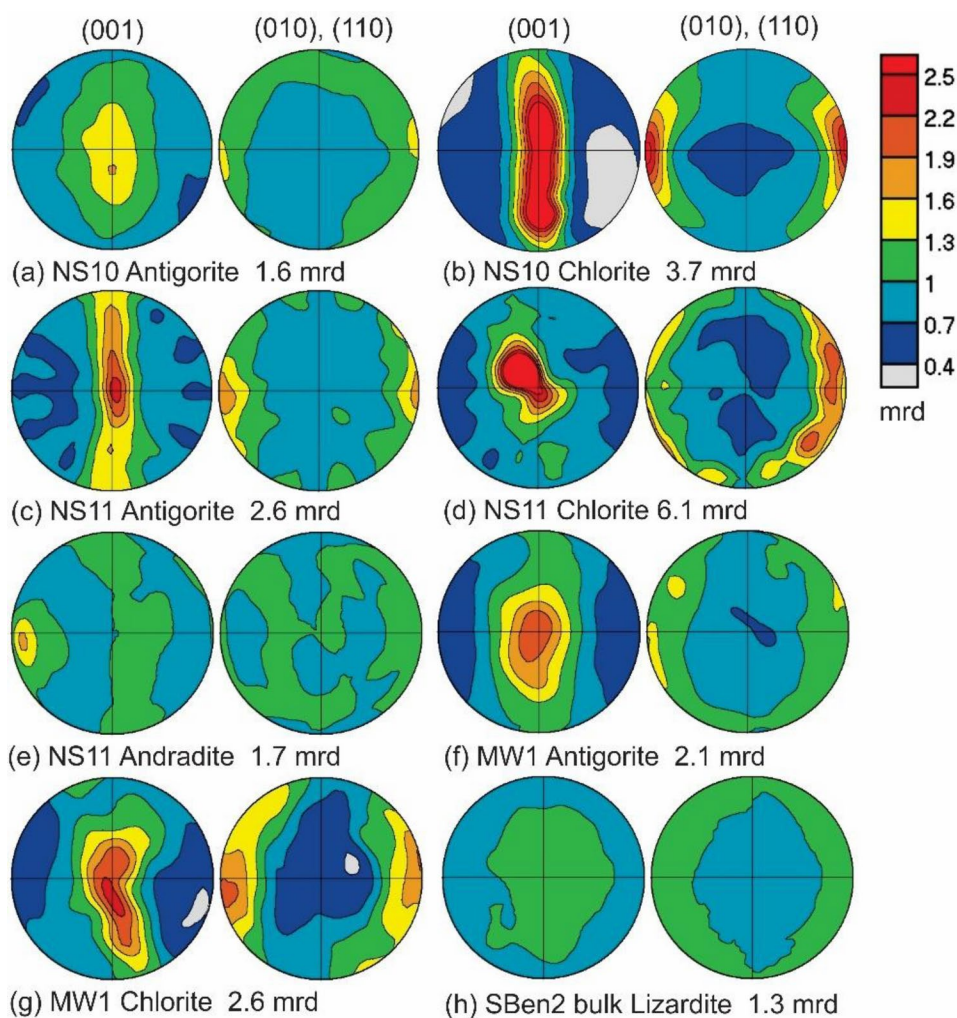 (001) (010), (110) (001) (010), (110)
2.5
2.2
1.9
1.6
1.3
1
0.7
0.4
mrd
(a) NS10 Antigorite 1.6 mrd (b) NS10 Chlorite 3.7 mrd
(c) NS11 Antigorite 2.6 mrd (d) NS11 Chlorite 6.1 mrd
(e) NS11 Andradite 1.7 mrd (f) MW1 Antigorite 2.1 mrd
(g) MW1 Chlorite 2.6 mrd (h) SBen2 bulk Lizardite 1.3 mrd